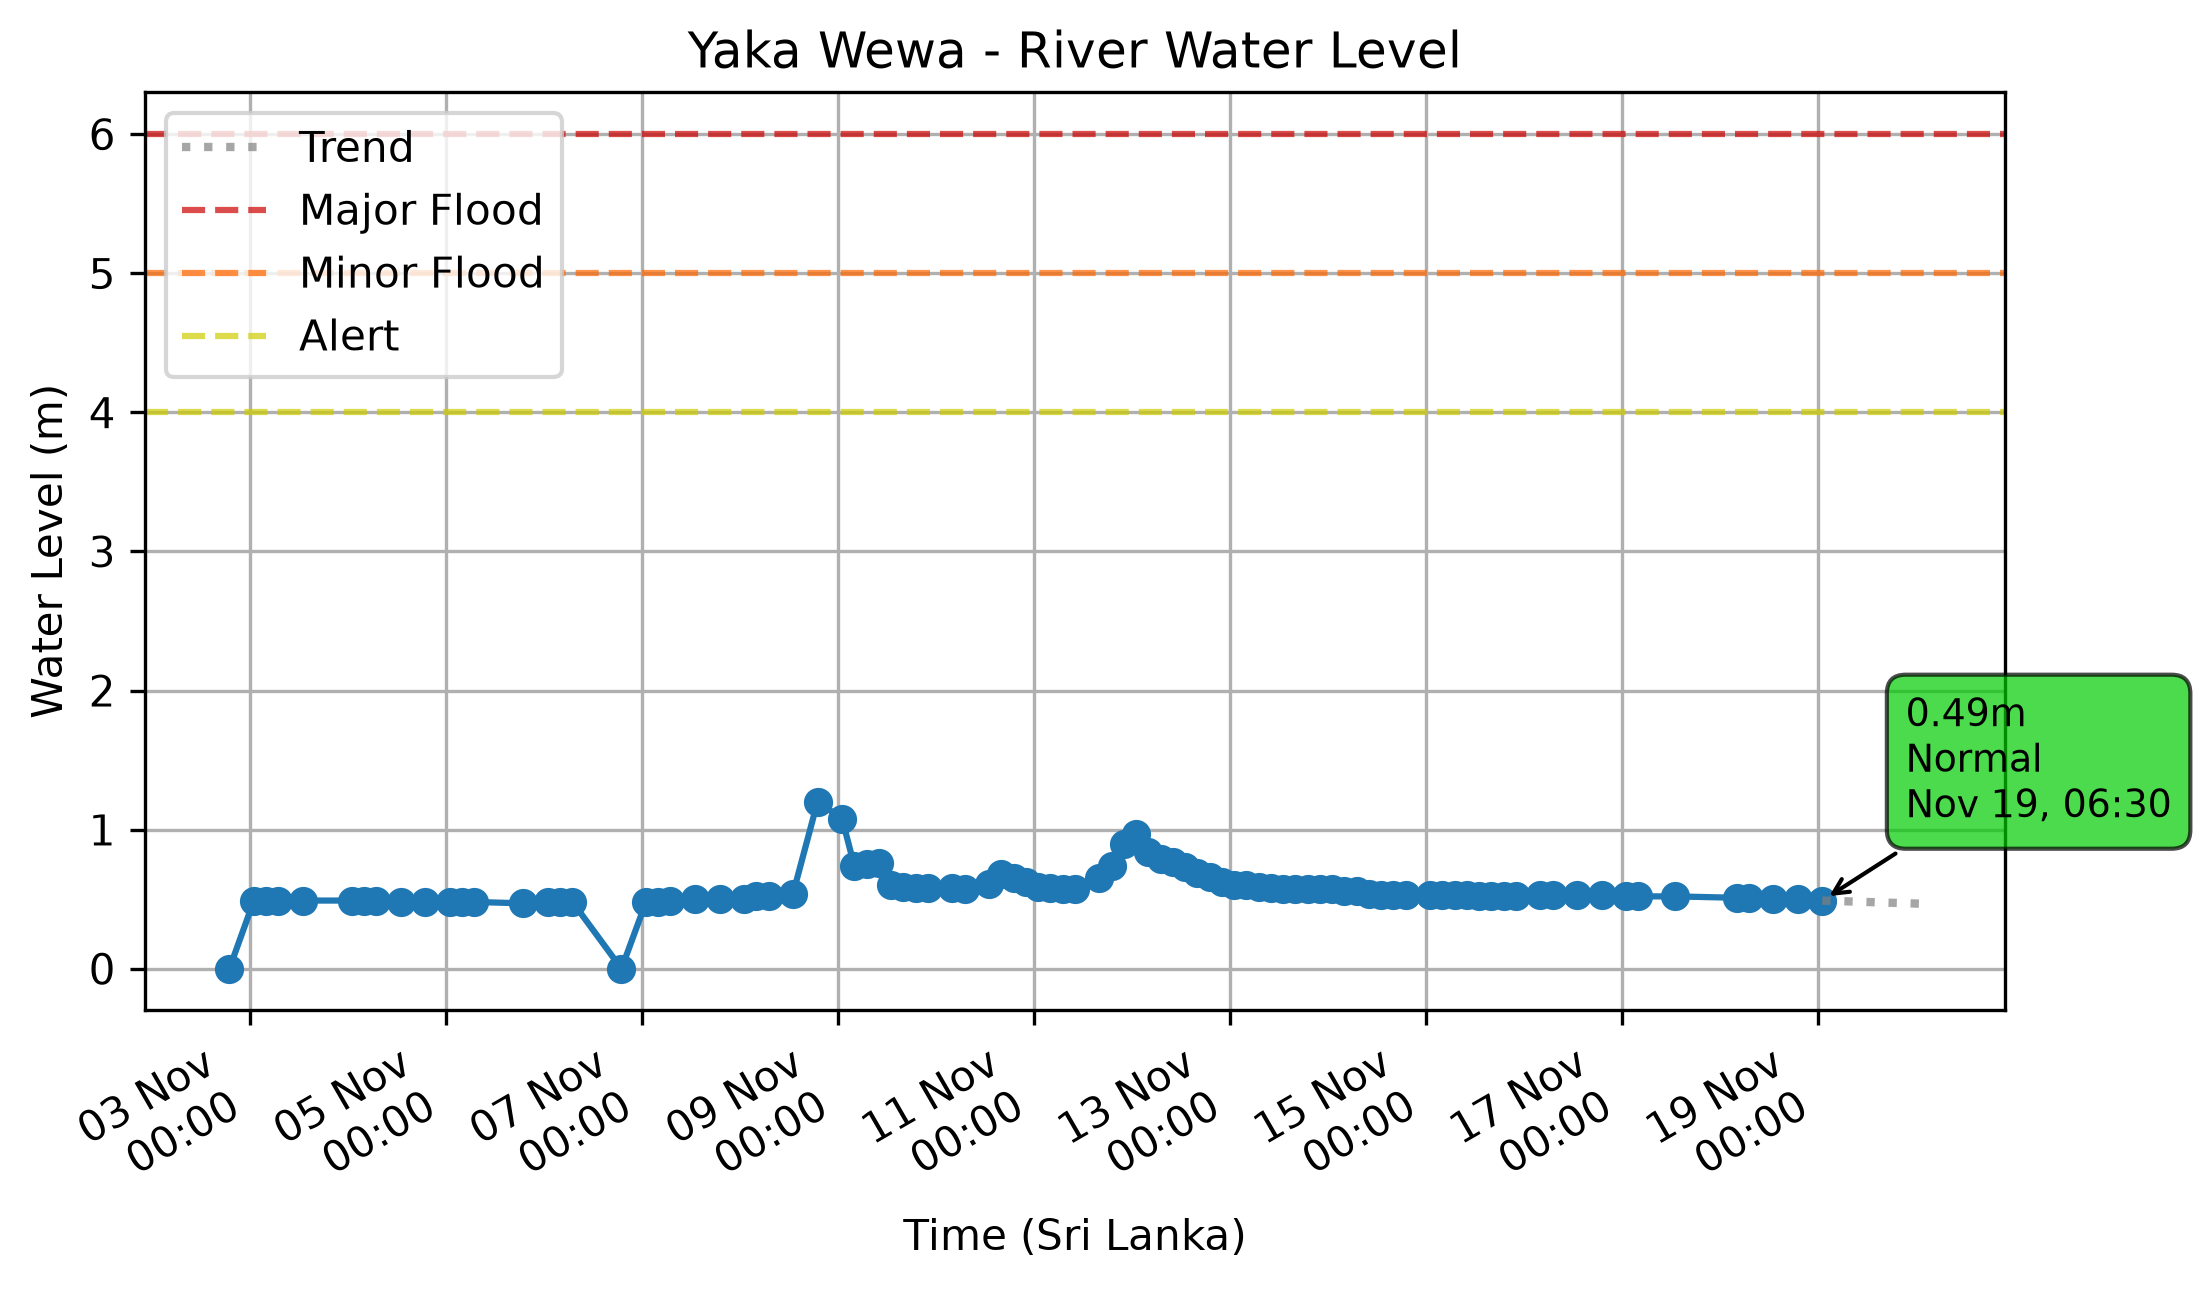 Yaka Wewa - River Water Level
Trend
Major Flood
Minor Flood
Alert
Water Level (m)
6
5
4
3
2
1
0
0.49m
Normal
Nov 19, 06:30
03 Nov
00:00
05 Nov
00:00
07 Nov
00:00
09 Nov
00:00
11 Nov
00:00
13 Nov
00:00
15 Nov
00:00
17 Nov
00:00
19 Nov
00:00
Time (Sri Lanka)